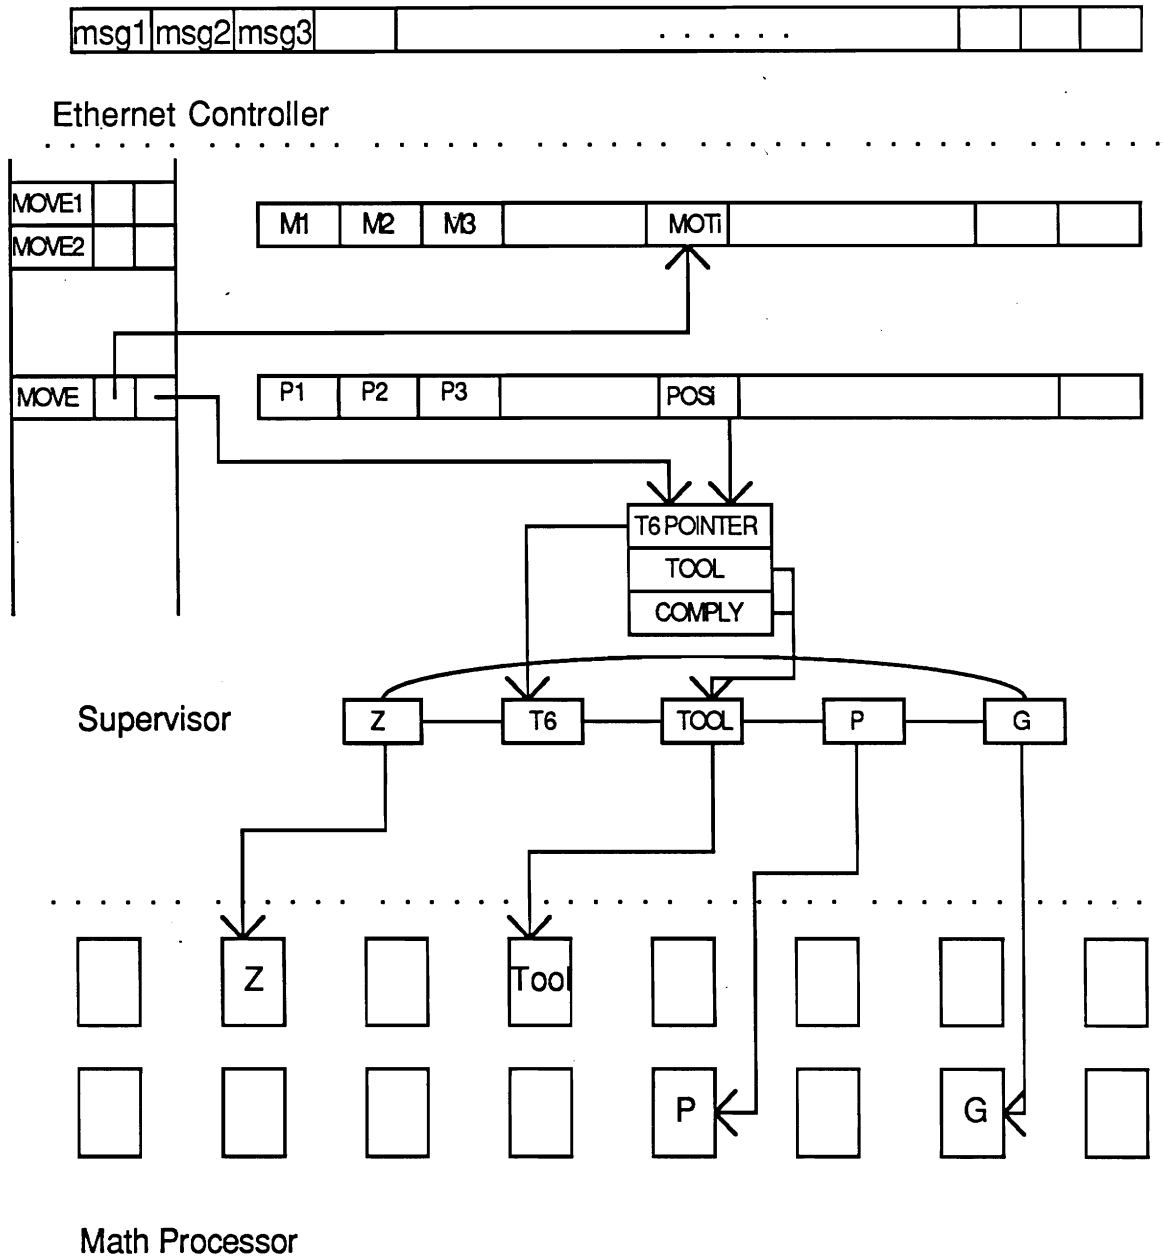 msg1 msg2 msg3 . . . . . .
Ethernet Controller
MOVE1
MOVE2
M1 M2 M3 MOTi
MOVE
P1 P2 P3 POSi
T6 POINTER
TOOL
COMPLY
Supervisor
Z T6 TOOL P G
Z Tool
P G
Math Processor